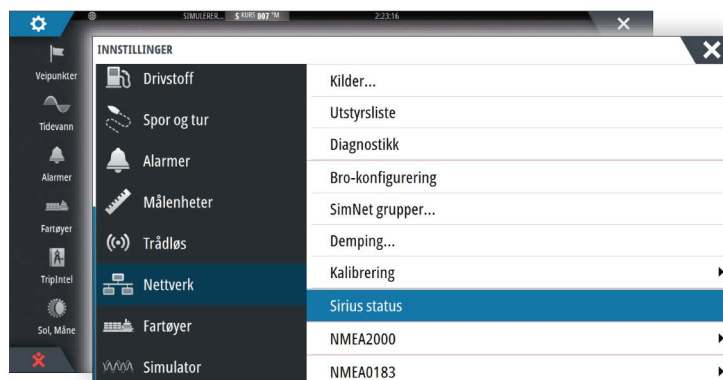 SIMULERER... S KURS 007 °M 2:23:16
INNSTILLINGER
Veipunkter
Tidevann
Alarmer
Fartøyer
TripIntel
Sol, Måne
Drivstoff
Spor og tur
Alarmer
Målenheter
Trådløs
Nettverk
Fartøyer
Simulator
Kilder...
Utstyrsliste
Diagnostikk
Bro-konfigurering
SimNet grupper...
Demping...
Kalibrering
Sirius status
NMEA2000
NMEA0183